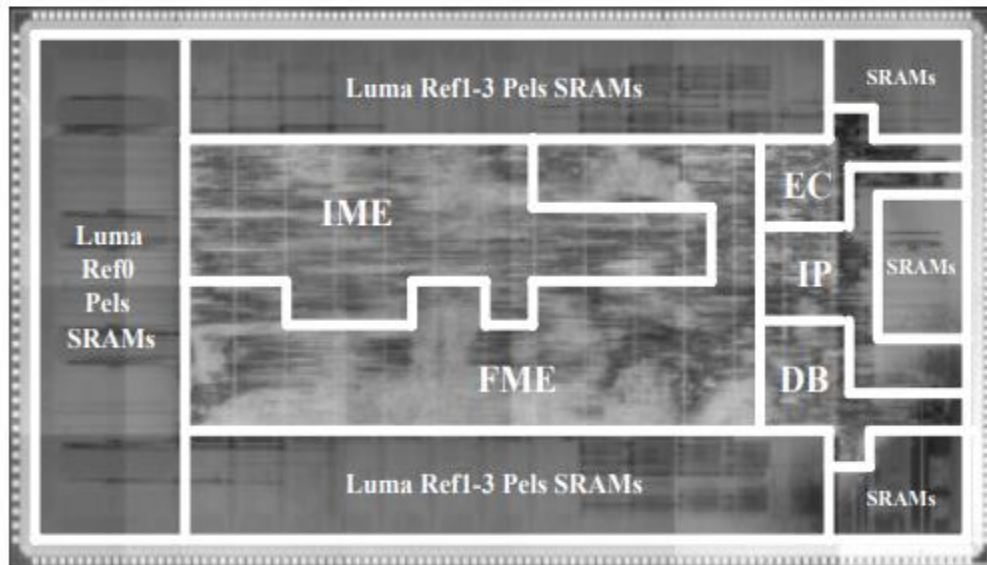 Luma Ref1-3 Pels SRAMs
SRAMs
EC
IME
Luma
Ref0
Pels
SRAMs
IP
SRAMs
FME
DB
Luma Ref1-3 Pels SRAMs
SRAMs